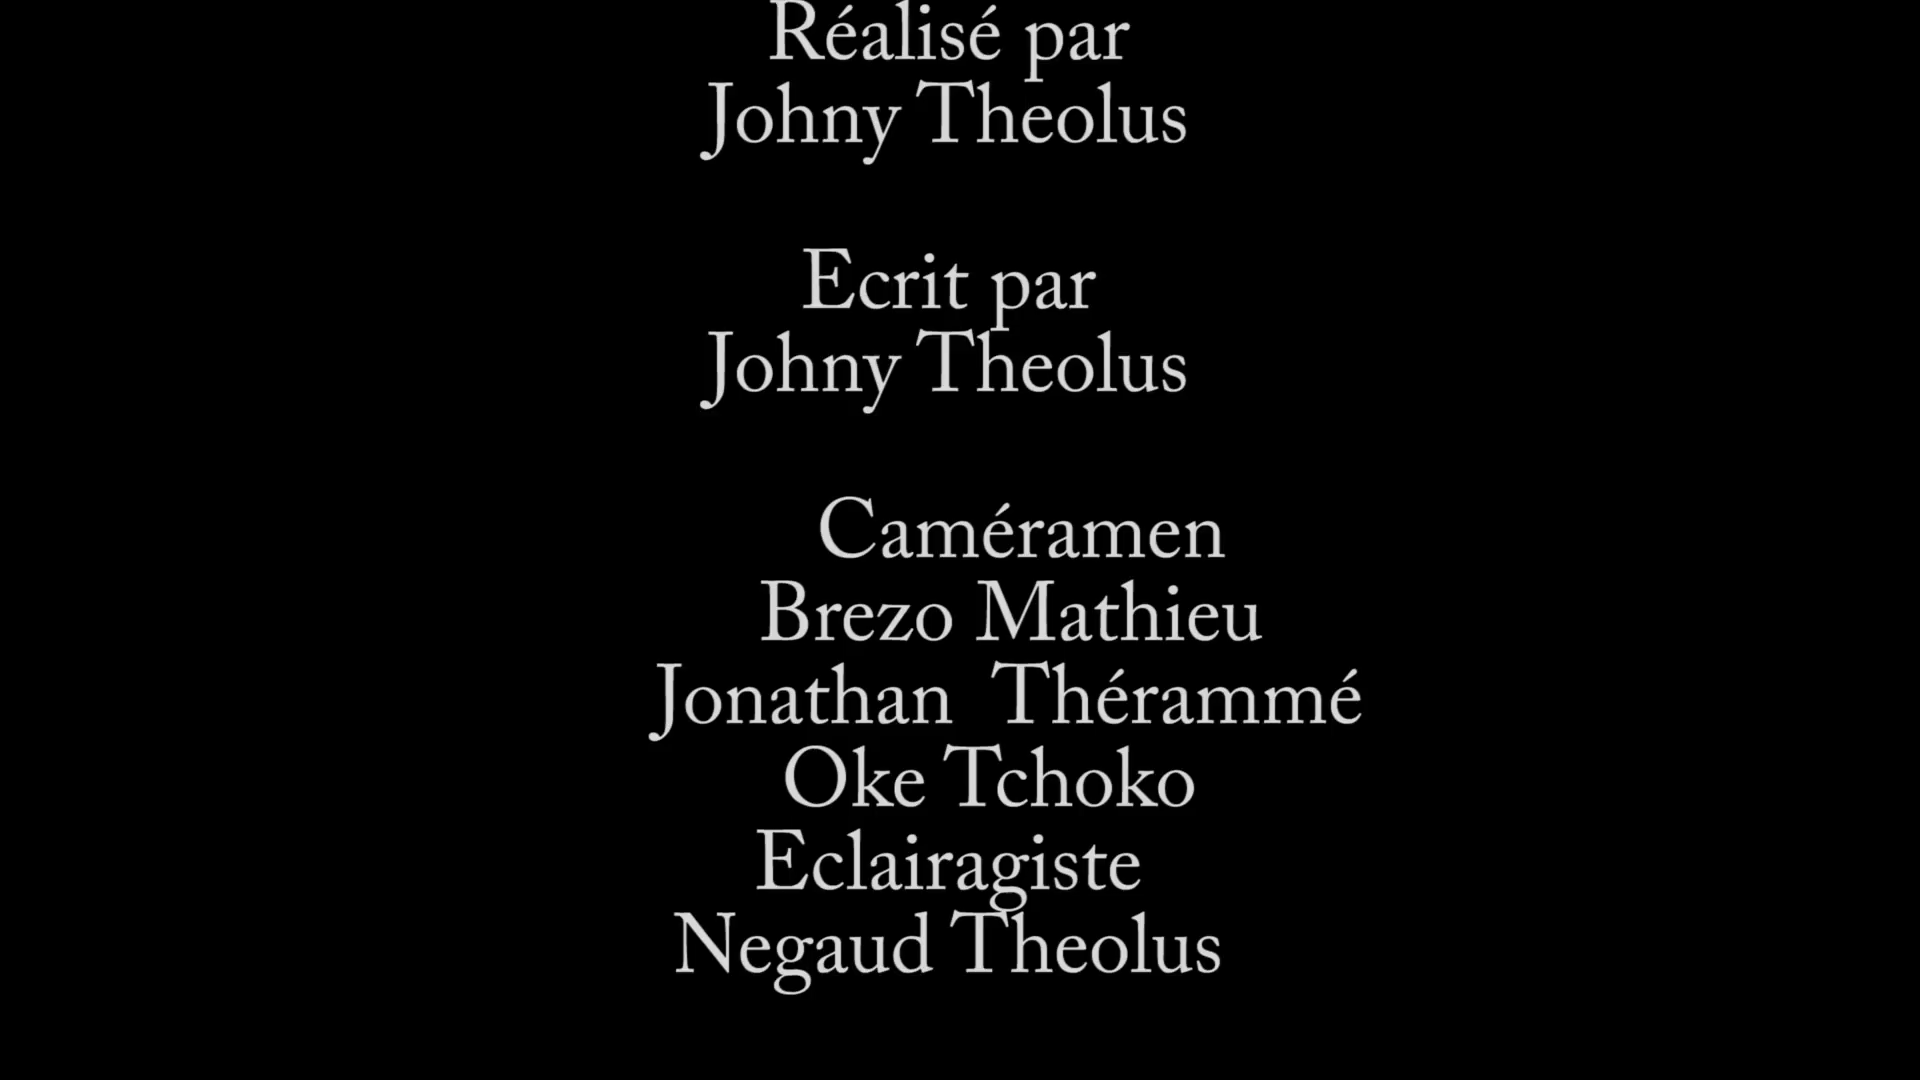 Réalisé par
Johny Theolus
Ecrit par
Johny Theolus
Caméramen
Brezo Mathieu
Jonathan Thérammé
Oke Tchoko
Eclairagiste
Negaud Theolus